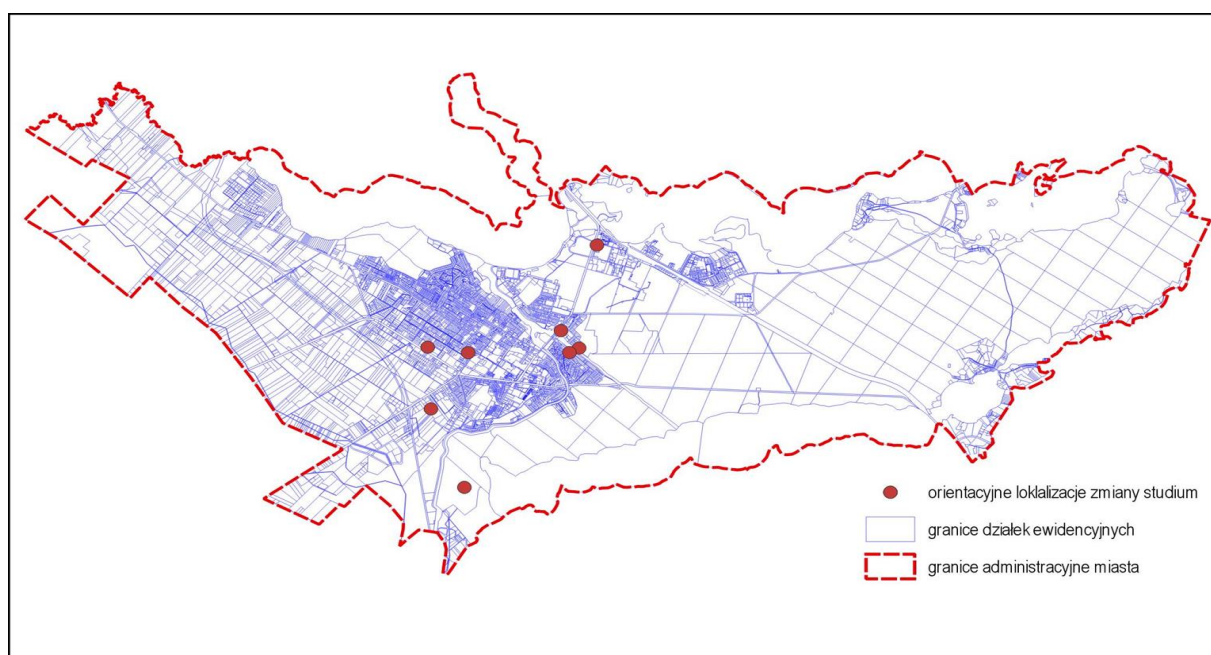 orientacyjne loklalizacje zmiany studium
granice działek ewidencyjnych
granice administracyjne miasta